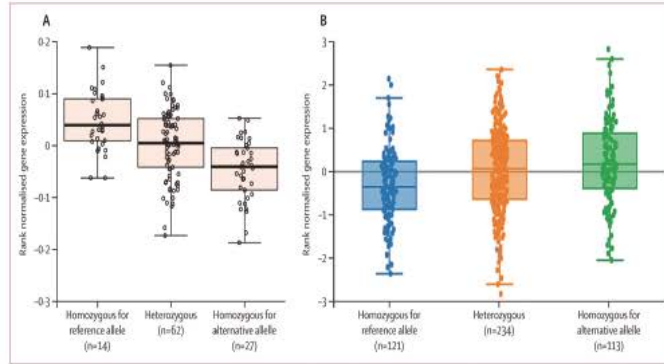 A
Rank normalised gene expression
0·2
0·1
0
−0·1
−0·2
−0·3
Homozygous for
reference allele
(n=14)
Heterozygous
(n=62)
Homozygous for
alternative allele
(n=27)
B
Rank normalised gene expression
3
2
1
0
−1
−2
−3
Homozygous for
reference allele
(n=121)
Heterozygous
(n=234)
Homozygous for
alternative allelle
(n=113)